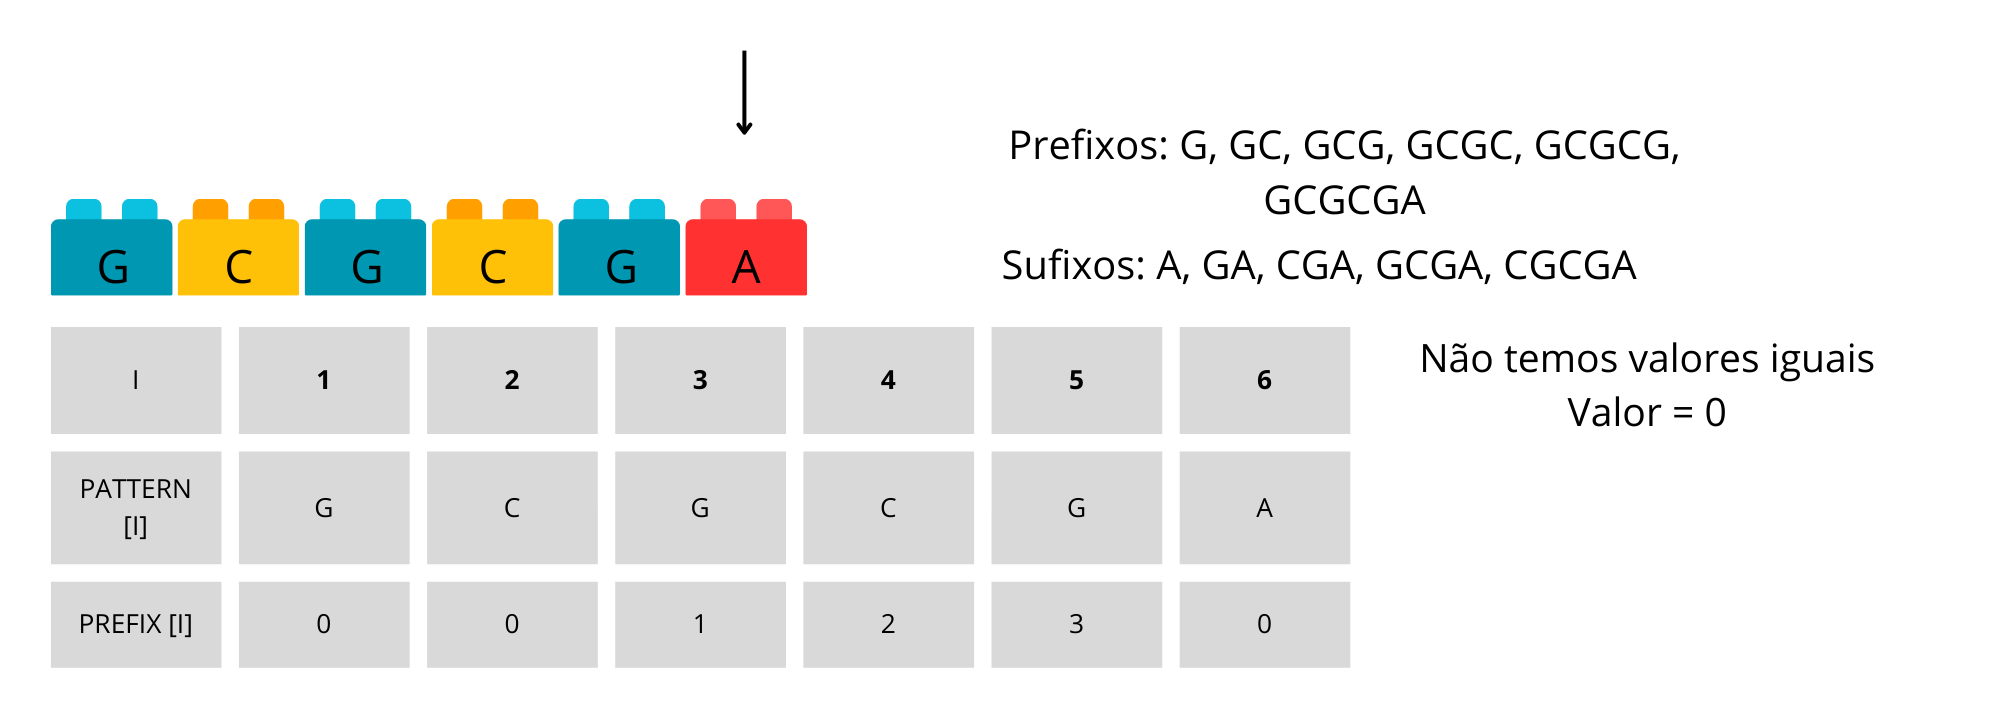 Prefixos: G, GC, GCG, GCGC, GCGCG,
GCGCGA
Sufixos: A, GA, CGA, GCGA, CGCGA
G C G C G A
I 1 2 3 4 5 6
PATTERN
[I] G C G C G A
PREFIX [I] 0 0 1 2 3 0
Não temos valores iguais
Valor = 0